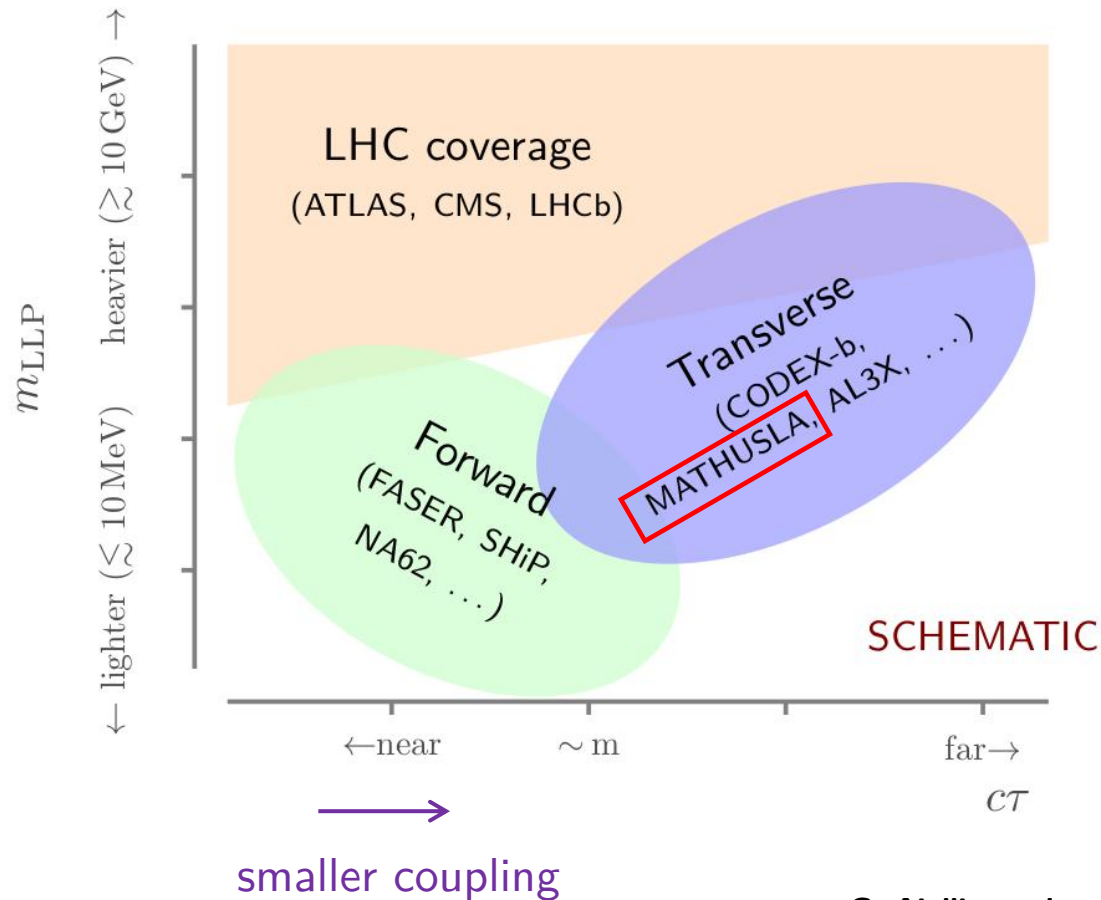 LHC coverage
(ATLAS, CMS, LHCb)
Transverse
(CODEX-b,
MATHUSLA, AL3X, ...)
Forward
(FASER, SHiP,
NA62, ...)
SCHEMATIC
m_LLP
← lighter (≲ 10 MeV) heavier (≳ 10 GeV) →
←near ∼ m far→
cτ
smaller coupling